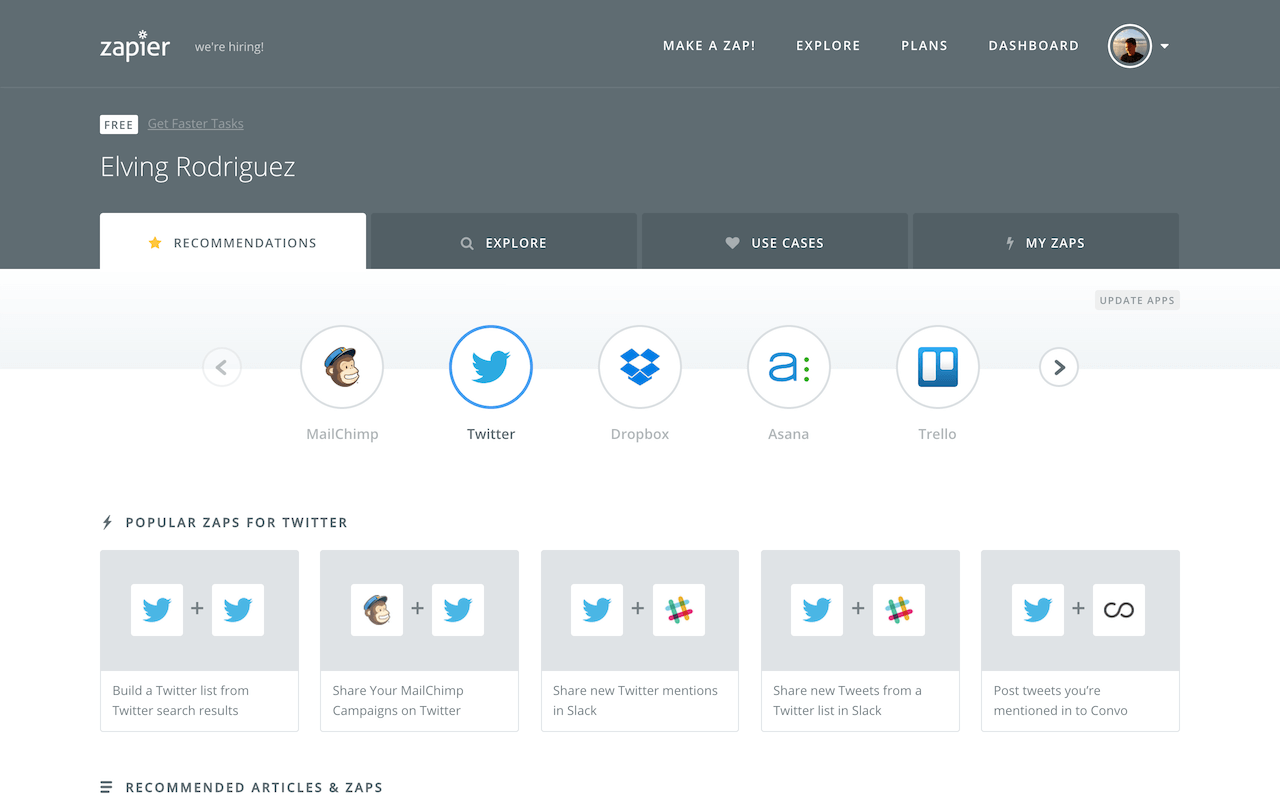 zapier we're hiring! MAKE A ZAP! EXPLORE PLANS DASHBOARD
FREE Get Faster Tasks
Elving Rodriguez
RECOMMENDATIONS EXPLORE USE CASES MY ZAPS
UPDATE APPS
MailChimp Twitter Dropbox Asana Trello
POPULAR ZAPS FOR TWITTER
Build a Twitter list from
Twitter search results
Share Your MailChimp
Campaigns on Twitter
Share new Twitter mentions
in Slack
Share new Tweets from a
Twitter list in Slack
Post tweets you’re
mentioned in to Convo
RECOMMENDED ARTICLES & ZAPS